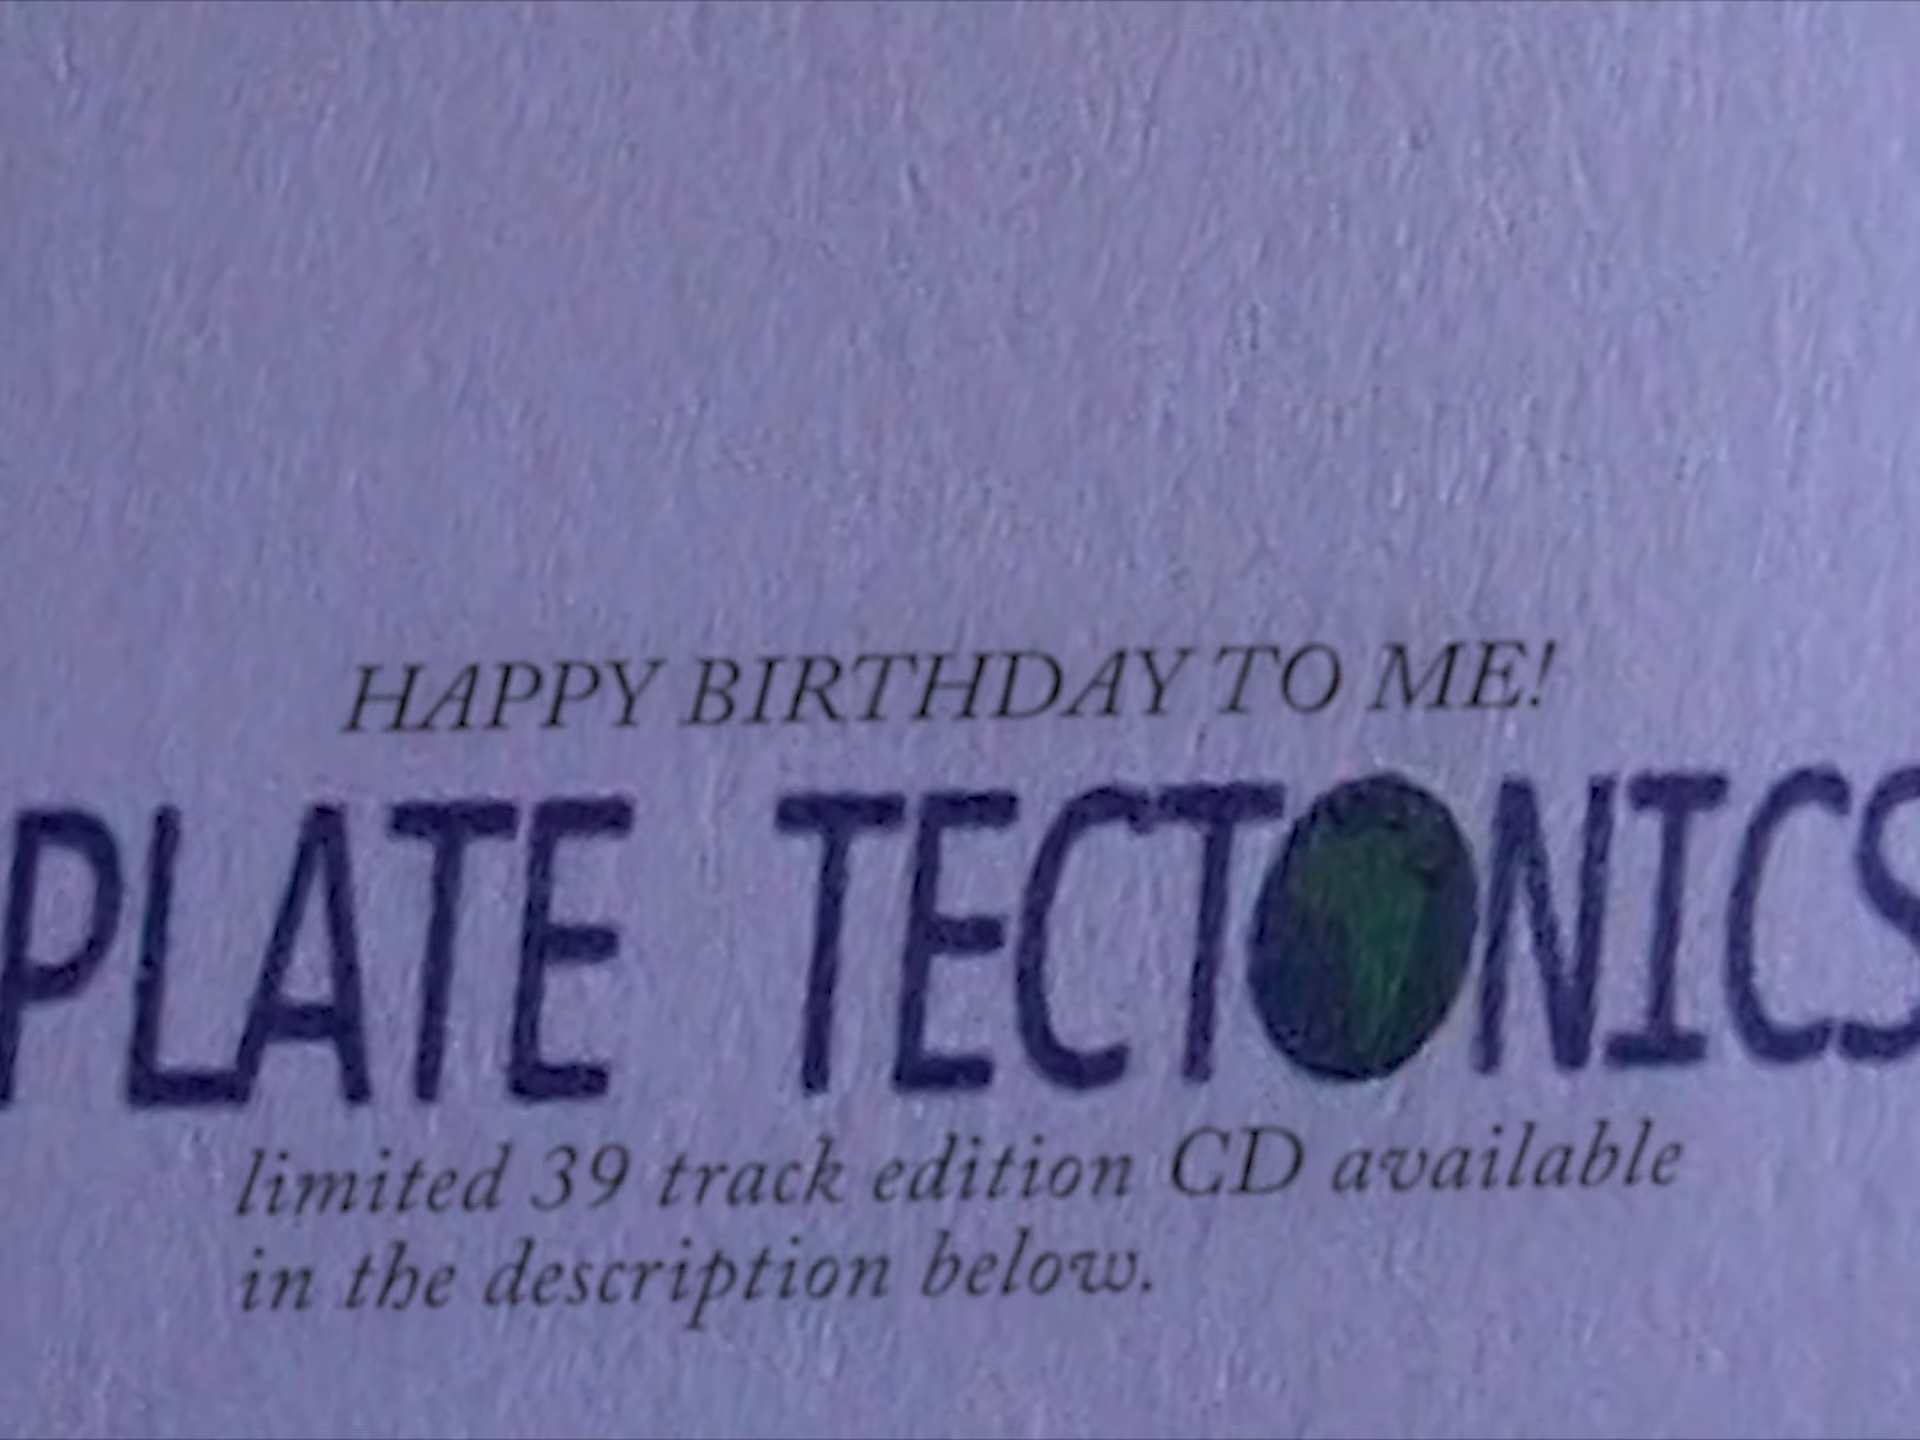 HAPPY BIRTHDAY TO ME!
PLATE TECTONICS
limited 39 track edition CD available
in the description below.